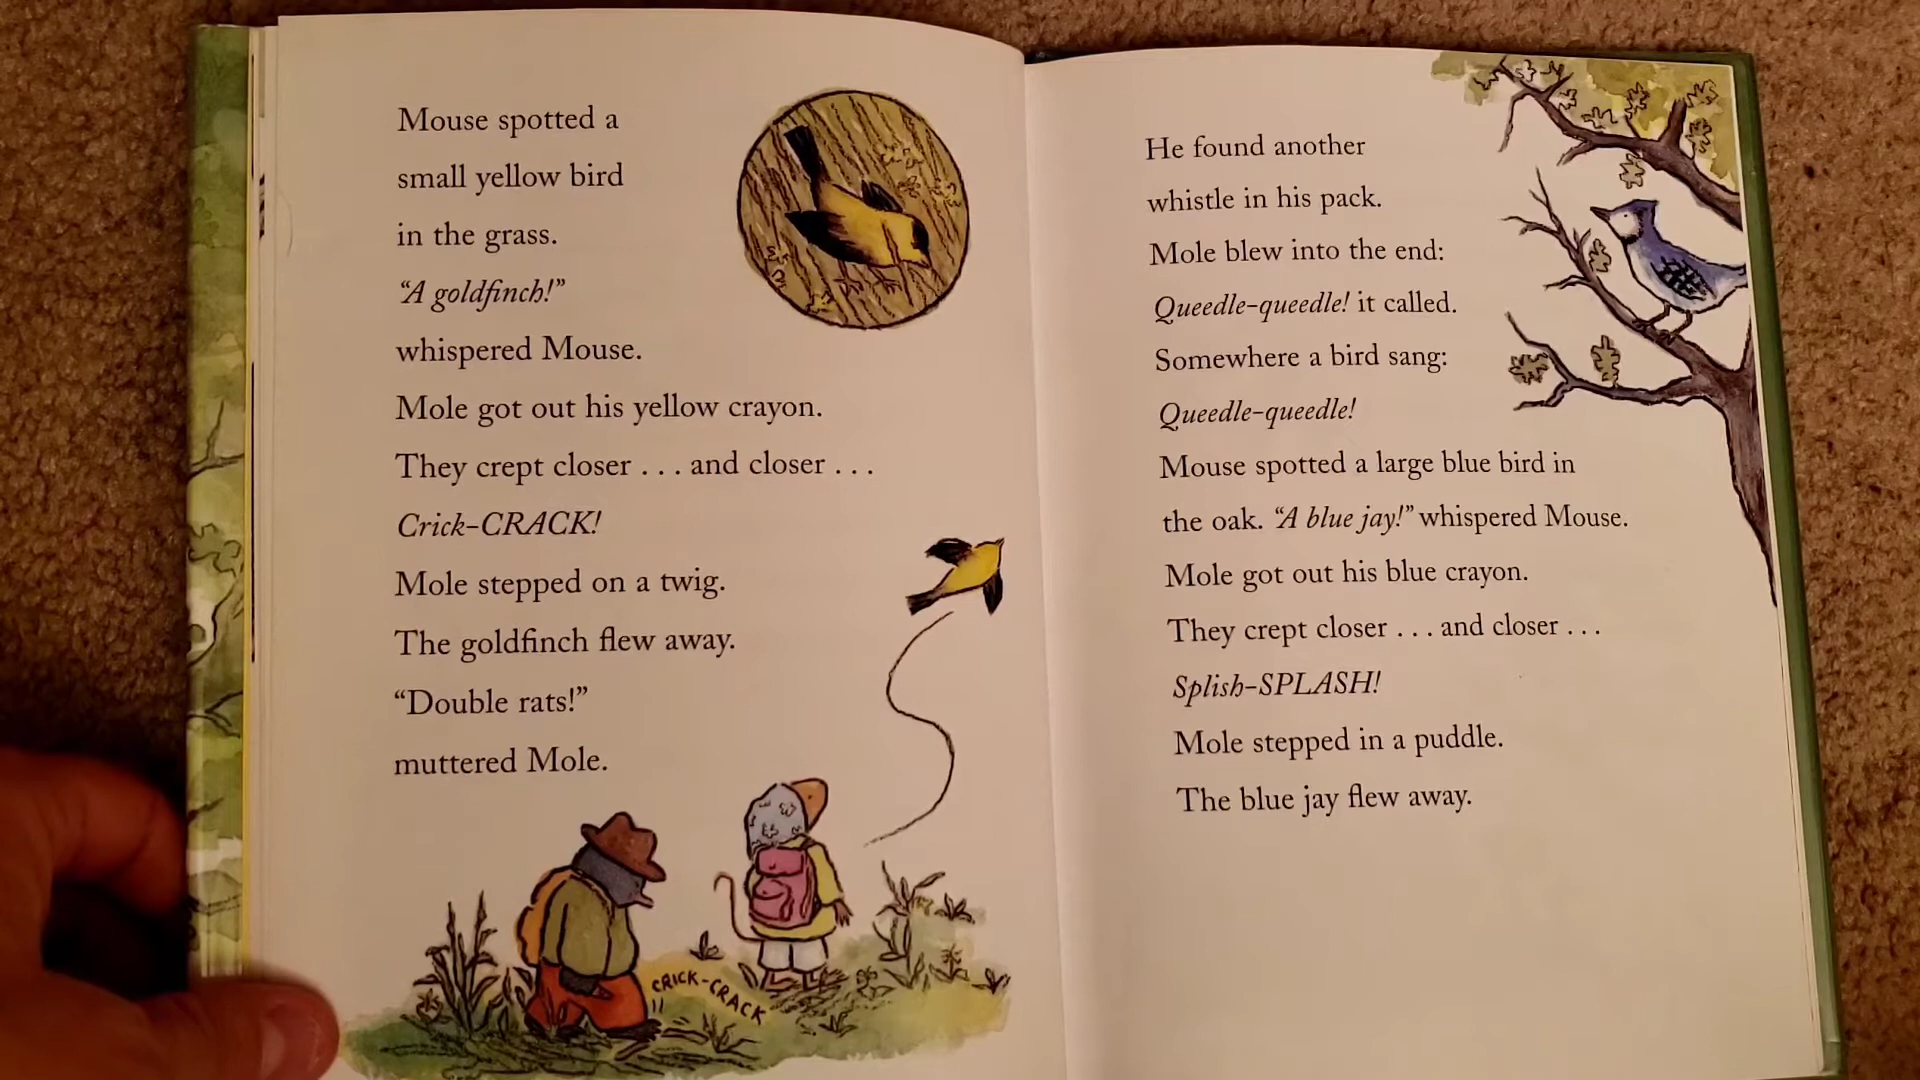 Mouse spotted a
small yellow bird
in the grass.
“A goldfinch!”
whispered Mouse.
Mole got out his yellow crayon.
They crept closer . . . and closer . . .
Crick-CRACK!
Mole stepped on a twig.
The goldfinch flew away.
“Double rats!”
muttered Mole.
CRICK-CRACK
He found another
whistle in his pack.
Mole blew into the end:
Queedle-queedle! it called.
Somewhere a bird sang:
Queedle-queedle!
Mouse spotted a large blue bird in
the oak. “A blue jay!” whispered Mouse.
Mole got out his blue crayon.
They crept closer . . . and closer . . .
Splish-SPLASH!
Mole stepped in a puddle.
The blue jay flew away.